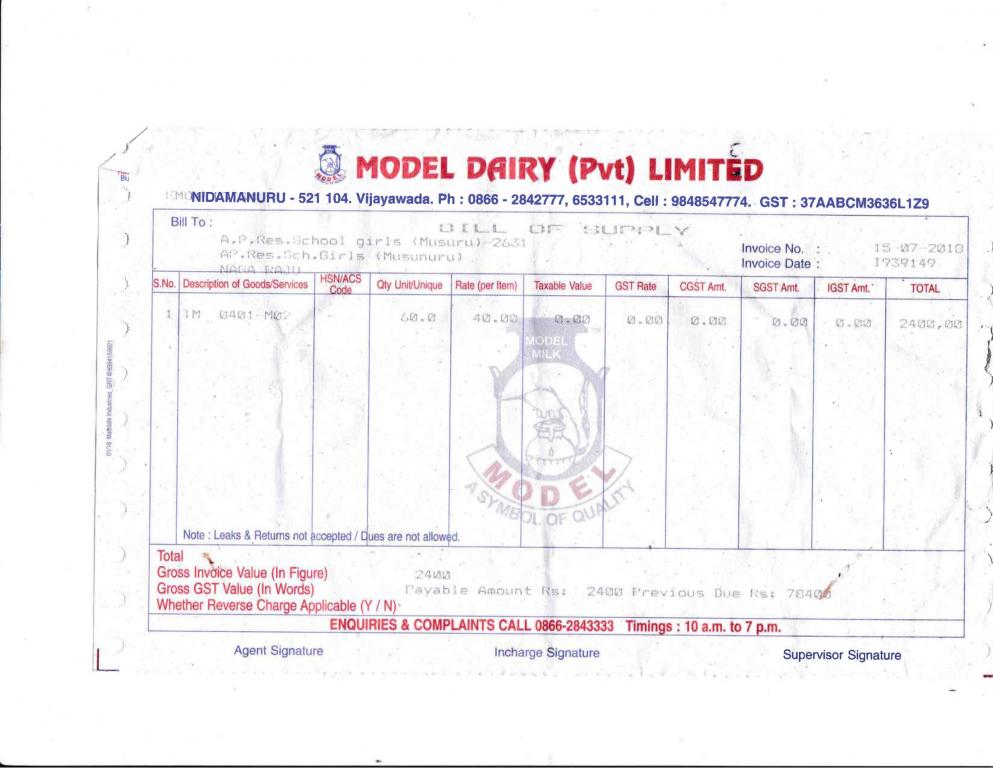 MODEL DAIRY (Pvt) LIMITED
NIDAMANURU - 521 104. Vijayawada. Ph : 0866 - 2842777, 6533111, Cell : 9848547774. GST : 37AABCM3636L1Z9
Bill To :
BILL OF SUPPLY
A.P.Res.School girls (Musuru)-2631
AP.Res.Sch.Girls (Musunuru)
NAGA RAJU
Invoice No. : 15-07-2018
Invoice Date : I939149
S.No. Description of Goods/Services HSN/ACS Code Qty Unit/Unique Rate (per Item) Taxable Value GST Rate CGST Amt. SGST Amt. IGST Amt. TOTAL
1 TM 0401-M02 60.0 40.00 0.00 0.00 0.00 0.00 0.00 2400.00
MODEL
MILK
MODEL
A SYMBOL OF QUALITY
Note : Leaks & Returns not accepted / Dues are not allowed.
Total
Gross Invoice Value (In Figure) 2400
Gross GST Value (In Words) Payable Amount Rs: 2400 Previous Due Rs: 78400
Whether Reverse Charge Applicable (Y / N)
ENQUIRIES & COMPLAINTS CALL 0866-2843333 Timings : 10 a.m. to 7 p.m.
Agent Signature Incharge Signature Supervisor Signature